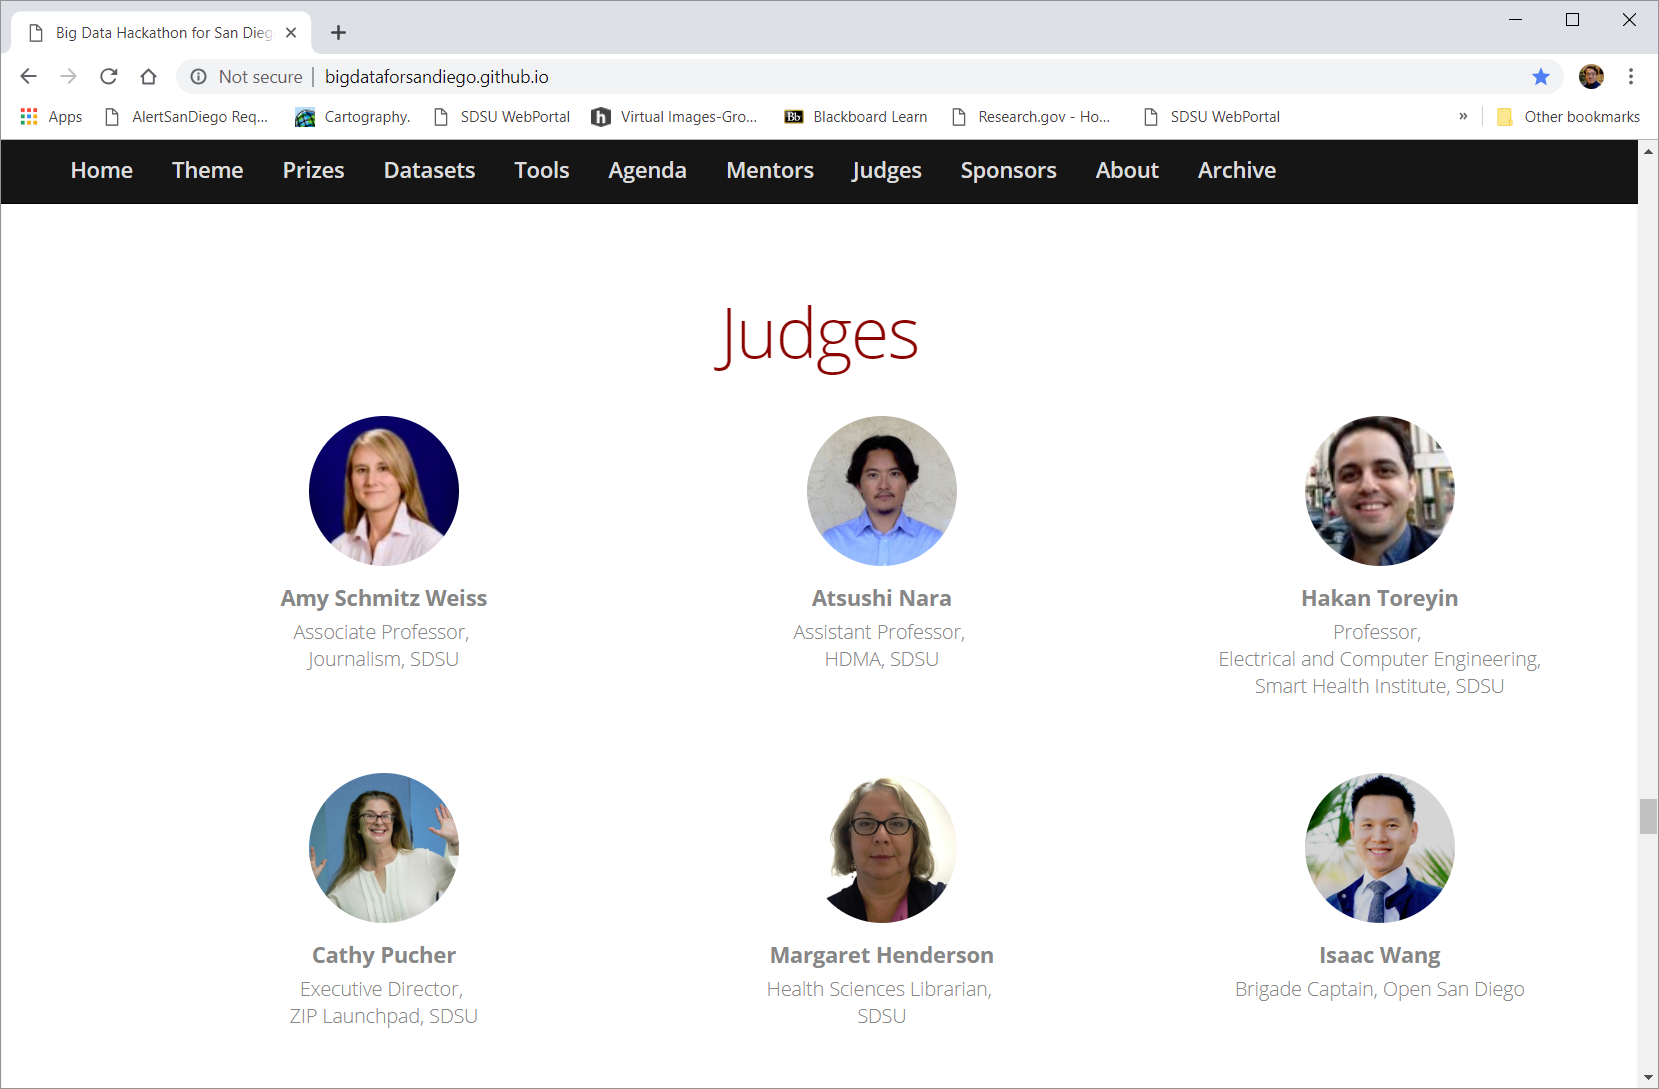 Big Data Hackathon for San Dieg
Not secure | bigdataforsandiego.github.io
Apps AlertSanDiego Req... Cartography. SDSU WebPortal Virtual Images-Gro... Bb Blackboard Learn Research.gov - Ho... SDSU WebPortal » Other bookmarks
Home Theme Prizes Datasets Tools Agenda Mentors Judges Sponsors About Archive
Judges
Amy Schmitz Weiss
Associate Professor,
Journalism, SDSU
Atsushi Nara
Assistant Professor,
HDMA, SDSU
Hakan Toreyin
Professor,
Electrical and Computer Engineering,
Smart Health Institute, SDSU
Cathy Pucher
Executive Director,
ZIP Launchpad, SDSU
Margaret Henderson
Health Sciences Librarian,
SDSU
Isaac Wang
Brigade Captain, Open San Diego